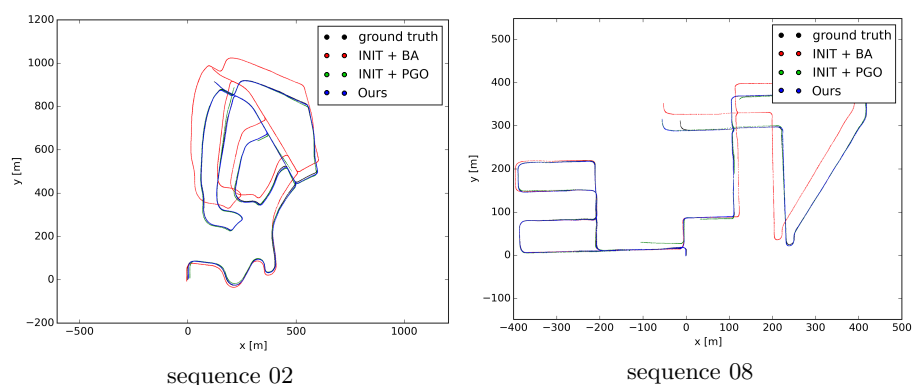 1200
1000
800
600
400
200
0
−200
y [m]
−500
0
500
1000
x [m]
ground truth
INIT + BA
INIT + PGO
Ours
sequence 02
500
400
300
200
100
0
−100
y [m]
−400
−300
−200
−100
0
100
200
300
400
500
x [m]
ground truth
INIT + BA
INIT + PGO
Ours
sequence 08